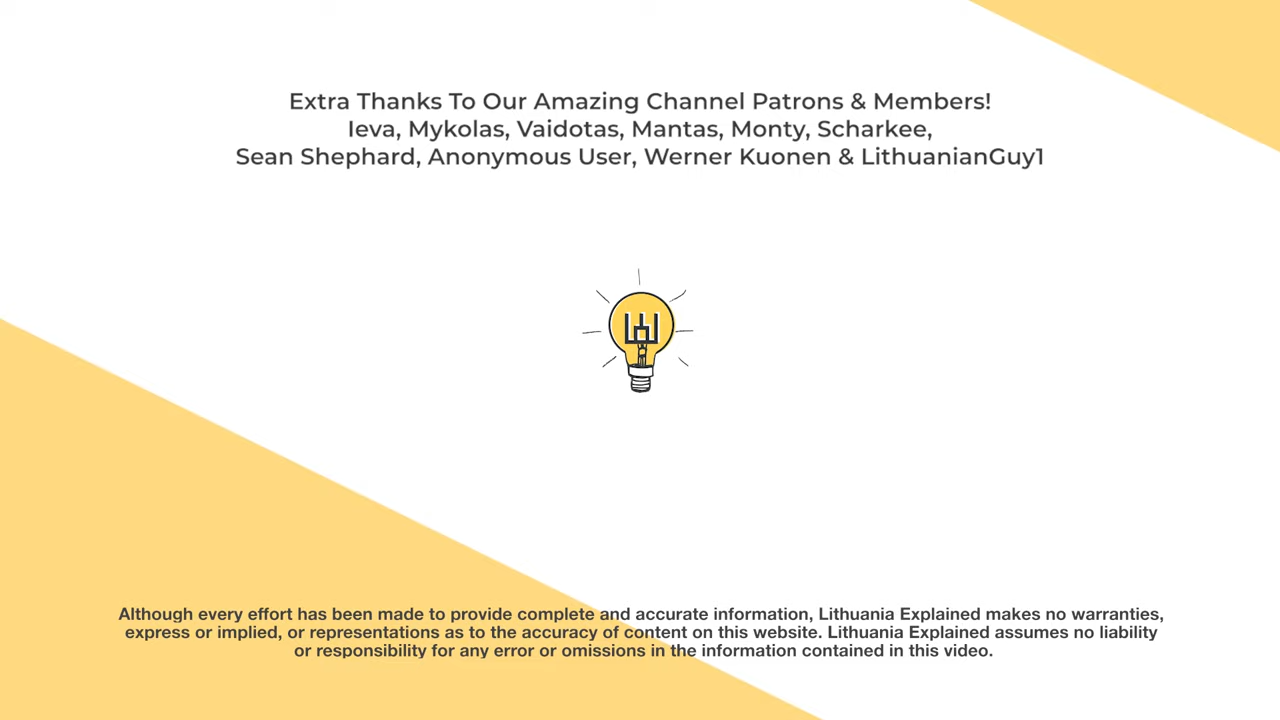 Extra Thanks To Our Amazing Channel Patrons & Members!
Ieva, Mykolas, Vaidotas, Mantas, Monty, Scharkee,
Sean Shephard, Anonymous User, Werner Kuonen & LithuanianGuy1
Although every effort has been made to provide complete and accurate information, Lithuania Explained makes no warranties,
express or implied, or representations as to the accuracy of content on this website. Lithuania Explained assumes no liability
or responsibility for any error or omissions in the information contained in this video.